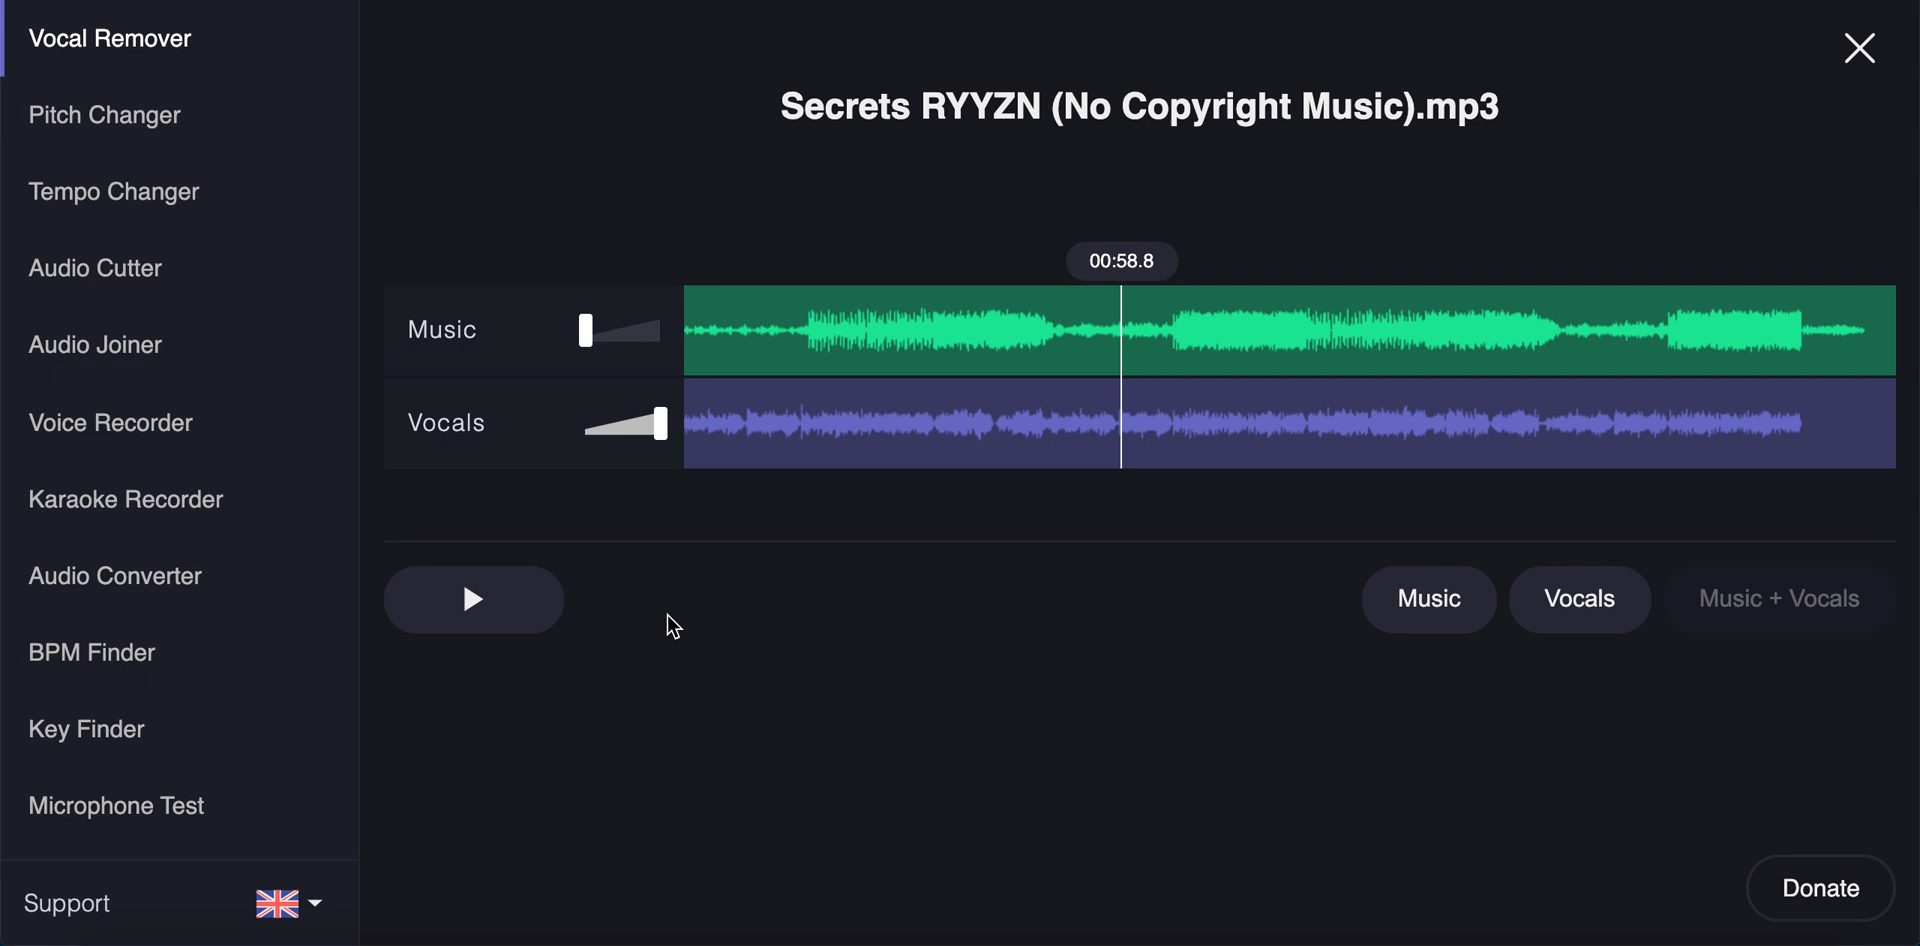 Vocal Remover
Pitch Changer
Tempo Changer
Audio Cutter
Audio Joiner
Voice Recorder
Karaoke Recorder
Audio Converter
BPM Finder
Key Finder
Microphone Test
Support
Secrets RYYZN (No Copyright Music).mp3
00:58.8
Music
Vocals
Music Vocals Music + Vocals
Donate